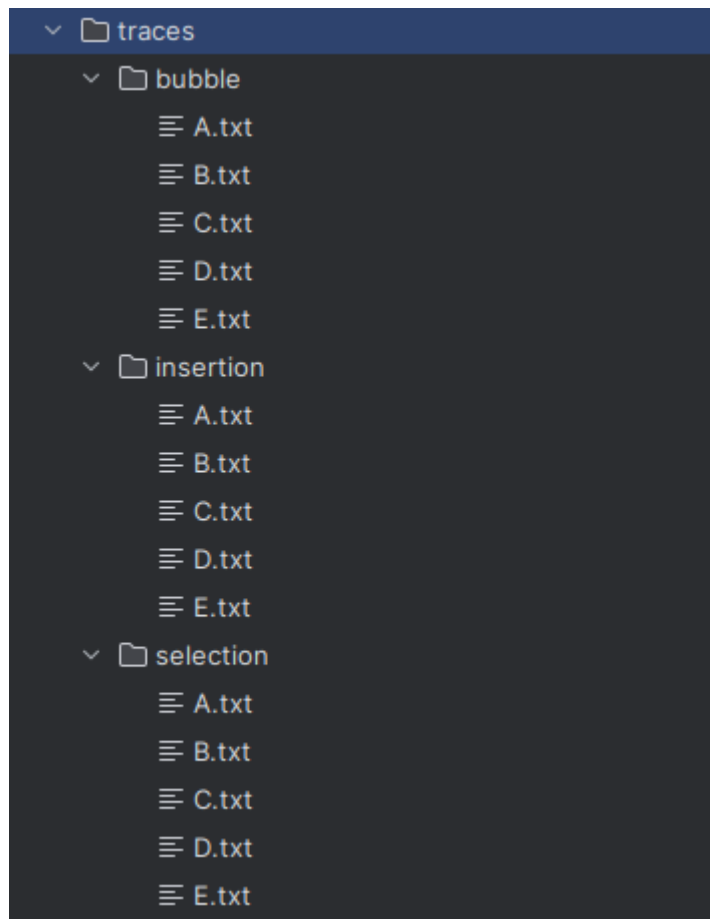 traces
bubble
A.txt
B.txt
C.txt
D.txt
E.txt
insertion
A.txt
B.txt
C.txt
D.txt
E.txt
selection
A.txt
B.txt
C.txt
D.txt
E.txt